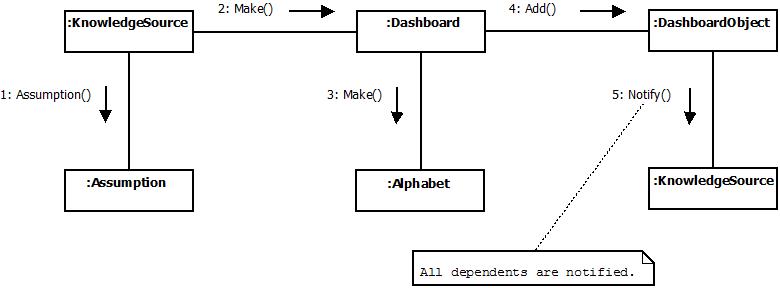 2: Make()
4: Add()
:KnowledgeSource
:Dashboard
:DashboardObject
1: Assumption()
3: Make()
5: Notify()
:Assumption
:Alphabet
:KnowledgeSource
All dependents are notified.